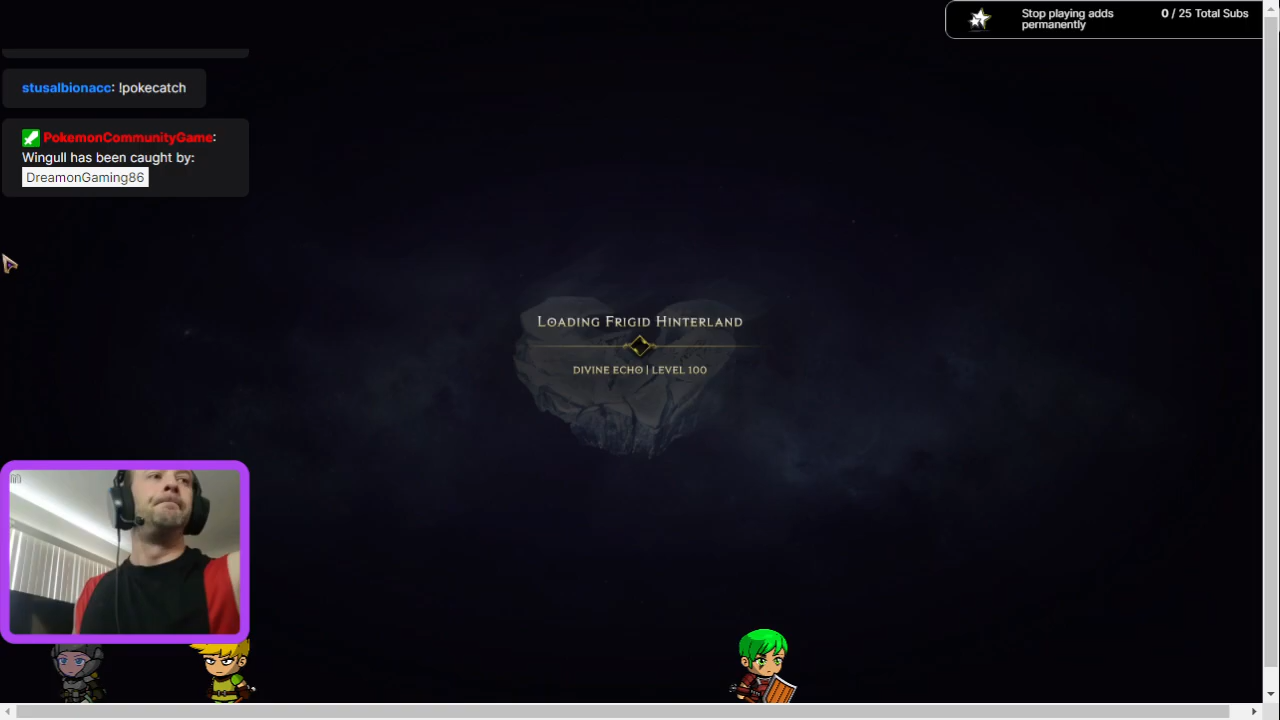 Stop playing adds
permanently
0 / 25 Total Subs
stusalbionacc: !pokecatch
PokemonCommunityGame:
Wingull has been caught by:
DreamonGaming86
Loading Frigid Hinterland
DIVINE ECHO | LEVEL 100